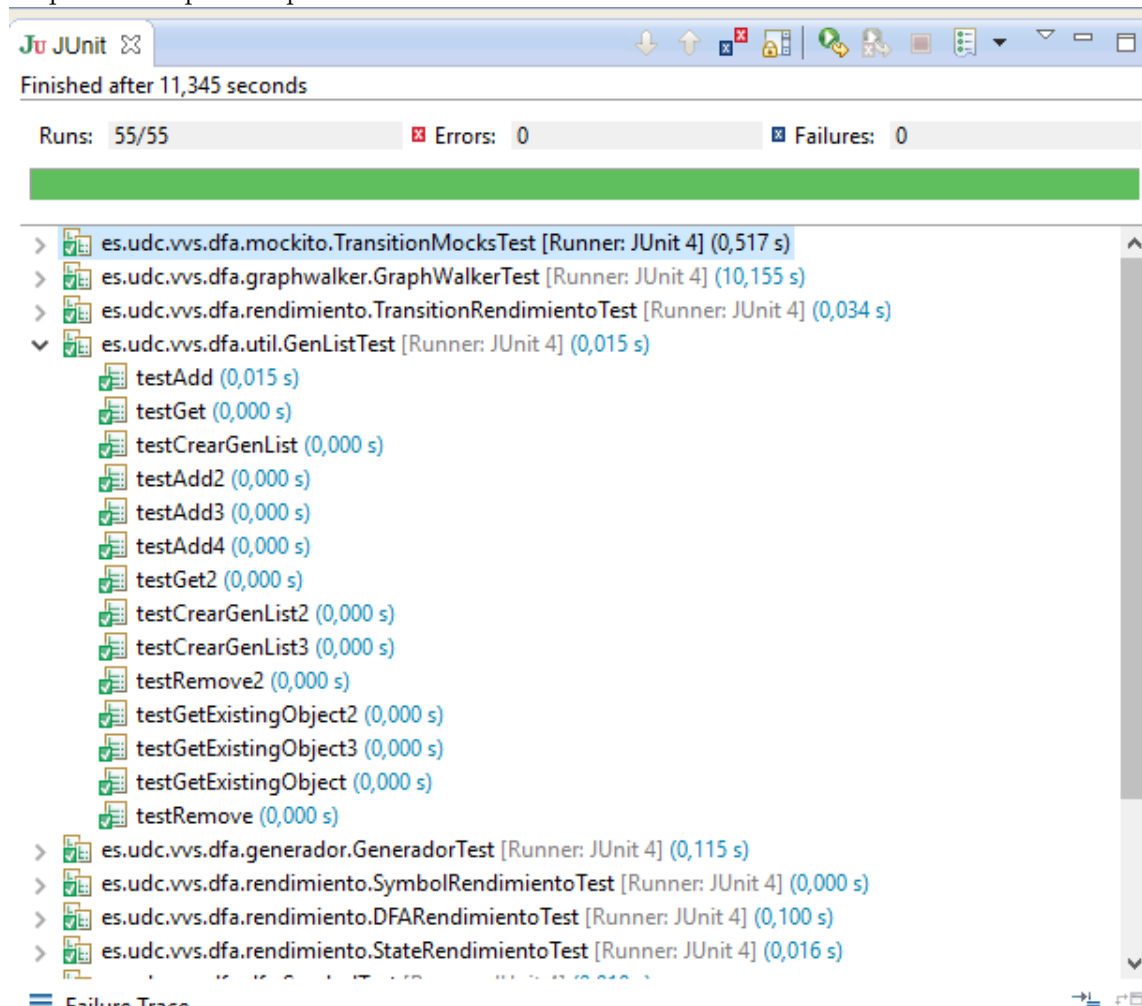 JUnit
Finished after 11,345 seconds
Runs: 55/55 Errors: 0 Failures: 0
es.udc.vvs.dfa.mockito.TransitionMocksTest [Runner: JUnit 4] (0,517 s)
es.udc.vvs.dfa.graphwalker.GraphWalkerTest [Runner: JUnit 4] (10,155 s)
es.udc.vvs.dfa.rendimiento.TransitionRendimientoTest [Runner: JUnit 4] (0,034 s)
es.udc.vvs.dfa.util.GenListTest [Runner: JUnit 4] (0,015 s)
testAdd (0,015 s)
testGet (0,000 s)
testCrearGenList (0,000 s)
testAdd2 (0,000 s)
testAdd3 (0,000 s)
testAdd4 (0,000 s)
testGet2 (0,000 s)
testCrearGenList2 (0,000 s)
testCrearGenList3 (0,000 s)
testRemove2 (0,000 s)
testGetExistingObject2 (0,000 s)
testGetExistingObject3 (0,000 s)
testGetExistingObject (0,000 s)
testRemove (0,000 s)
es.udc.vvs.dfa.generador.GeneradorTest [Runner: JUnit 4] (0,115 s)
es.udc.vvs.dfa.rendimiento.SymbolRendimientoTest [Runner: JUnit 4] (0,000 s)
es.udc.vvs.dfa.rendimiento.DFARendimientoTest [Runner: JUnit 4] (0,100 s)
es.udc.vvs.dfa.rendimiento.StateRendimientoTest [Runner: JUnit 4] (0,016 s)
Failure Trace